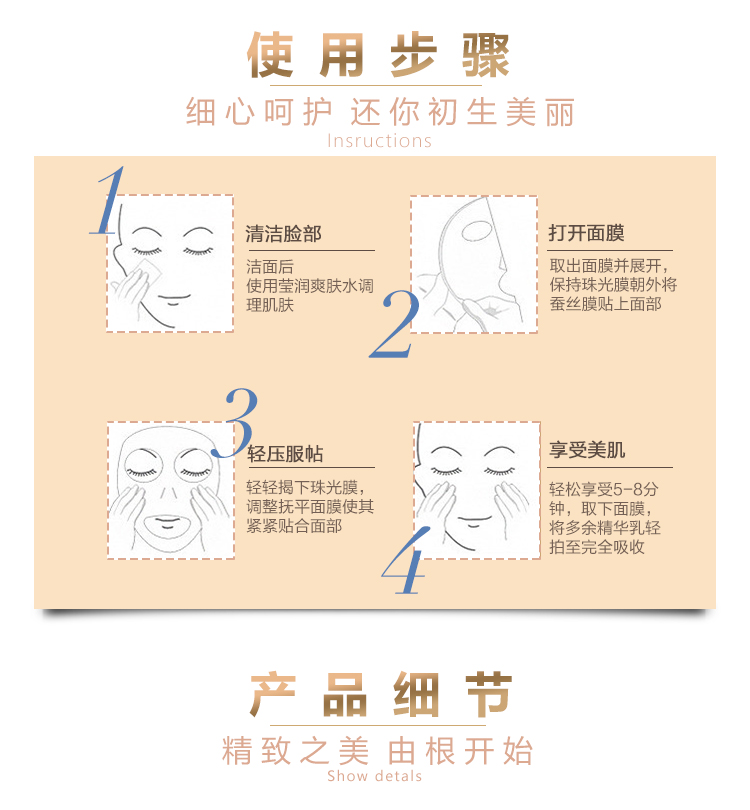 使用步骤
细心呵护 还你初生美丽
Insructions
1
清洁脸部
洁面后
使用莹润爽肤水调
理肌肤
2
打开面膜
取出面膜并展开，
保持珠光膜朝外将
蚕丝膜贴上面部
3
轻压服帖
轻轻揭下珠光膜，
调整抚平面膜使其
紧紧贴合面部
4
享受美肌
轻松享受5-8分
钟，取下面膜，
将多余精华乳轻
拍至完全吸收
产品细节
精致之美 由根开始
Show detals